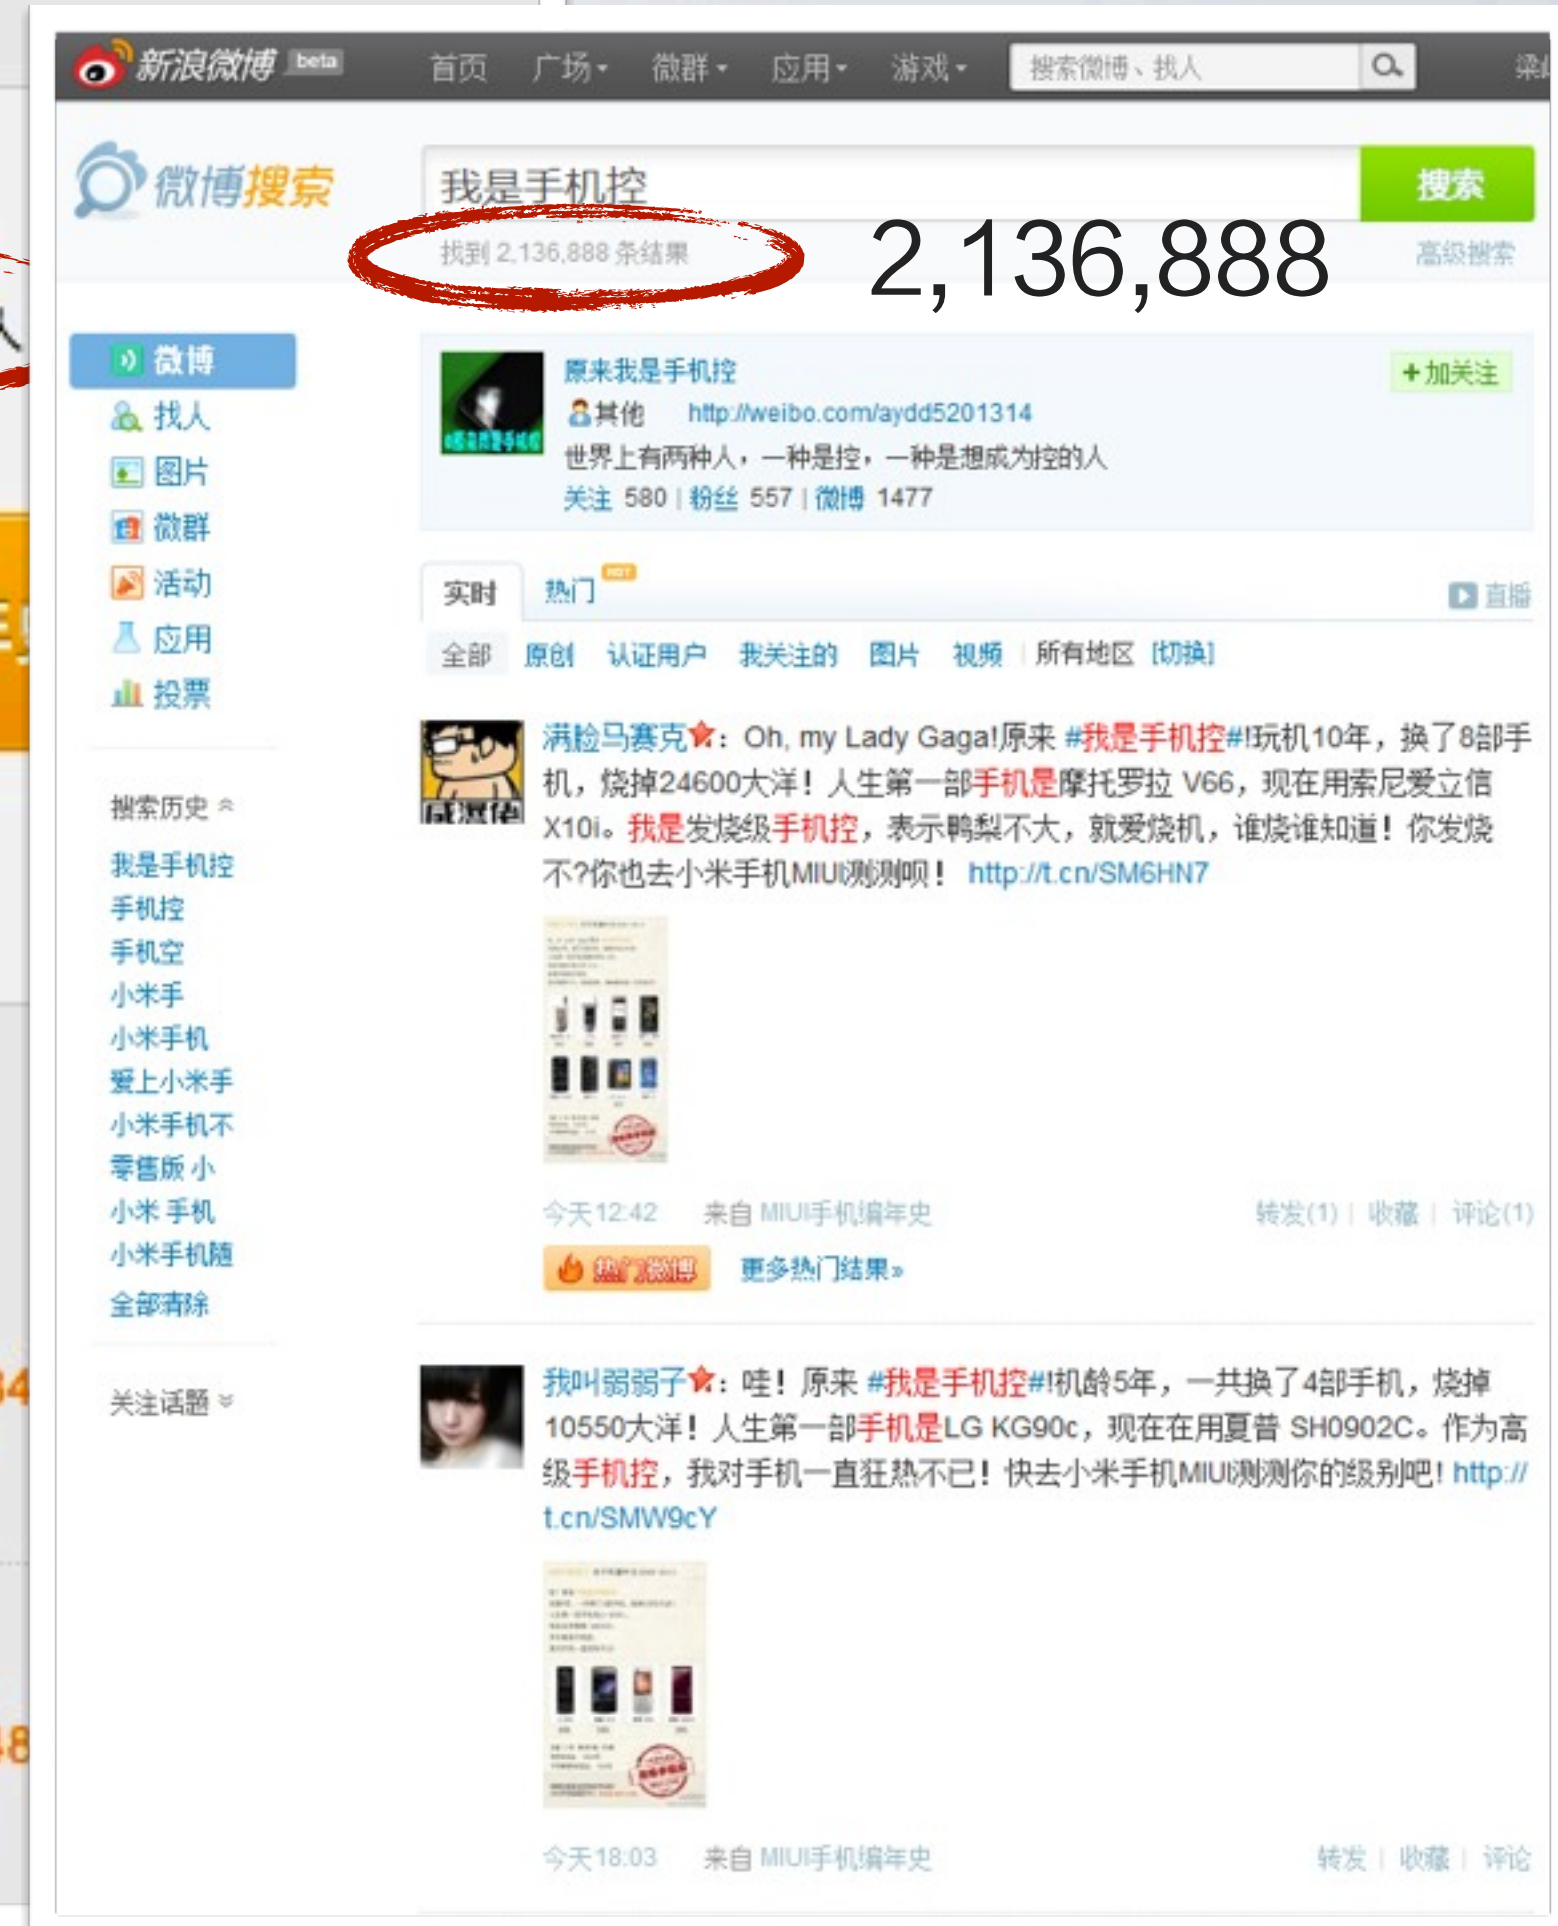 新浪微博 beta 首页 广场 微群 应用 游戏 搜索微博、找人
微博搜索 我是手机控 搜索
找到 2,136,888 条结果 2,136,888 高级搜索
微博
找人
图片
微群
活动
应用
投票
搜索历史
我是手机控
手机控
手机空
小米手
小米手机
爱上小米手
小米手机不
零售版 小
小米 手机
小米手机随
全部清除
关注话题
原来我是手机控 +加关注
其他 http://weibo.com/aydd5201314
世界上有两种人，一种是控，一种是想成为控的人
关注 580 | 粉丝 557 | 微博 1477
实时 热门 HOT 直播
全部 原创 认证用户 我关注的 图片 视频 | 所有地区 [切换]
满脸马赛克：Oh, my Lady Gaga!原来 #我是手机控#!玩机10年，换了8部手
机，烧掉24600大洋！人生第一部手机是摩托罗拉 V66，现在用索尼爱立信
X10i。我是发烧级手机控，表示鸭梨不大，就爱烧机，谁烧谁知道！你发烧
不?你也去小米手机MIUI测测呗！ http://t.cn/SM6HN7
今天12:42 来自 MIUI手机编年史 转发(1) | 收藏 | 评论(1)
热门微博 更多热门结果»
我叫弱弱子：哇！原来 #我是手机控#!机龄5年，一共换了4部手机，烧掉
10550大洋！人生第一部手机是LG KG90c，现在在用夏普 SH0902C。作为高
级手机控，我对手机一直狂热不已！快去小米手机MIUI测测你的级别吧! http://
t.cn/SMW9cY
今天18:03 来自 MIUI手机编年史 转发 | 收藏 | 评论